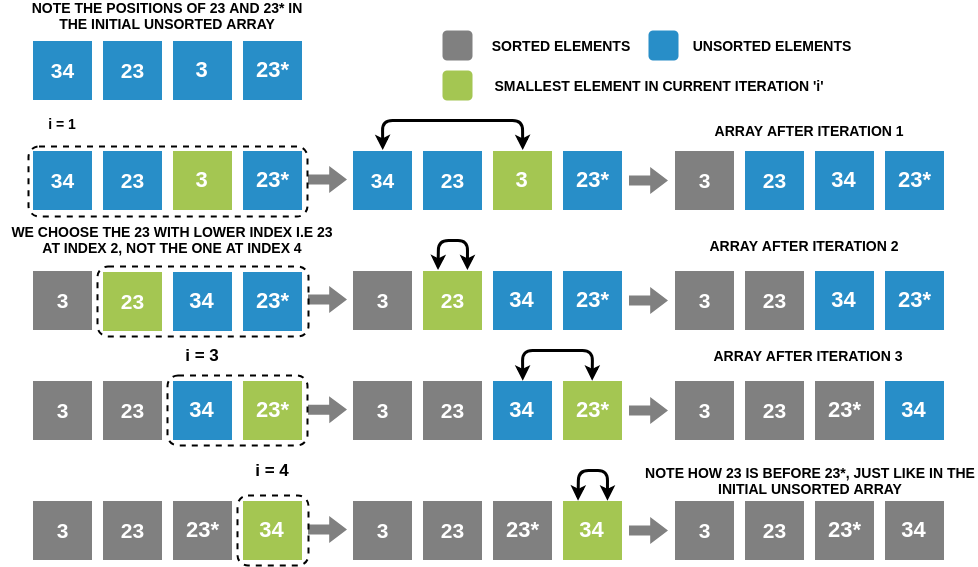 NOTE THE POSITIONS OF 23 AND 23* IN
THE INITIAL UNSORTED ARRAY
34 23 3 23*
SORTED ELEMENTS UNSORTED ELEMENTS
SMALLEST ELEMENT IN CURRENT ITERATION 'i'
i = 1
ARRAY AFTER ITERATION 1
34 23 3 23* 34 23 3 23* 3 23 34 23*
WE CHOOSE THE 23 WITH LOWER INDEX I.E 23
AT INDEX 2, NOT THE ONE AT INDEX 4
ARRAY AFTER ITERATION 2
3 23 34 23* 3 23 34 23* 3 23 34 23*
i = 3
ARRAY AFTER ITERATION 3
3 23 34 23* 3 23 34 23* 3 23 23* 34
i = 4
NOTE HOW 23 IS BEFORE 23*, JUST LIKE IN THE
INITIAL UNSORTED ARRAY
3 23 23* 34 3 23 23* 34 3 23 23* 34